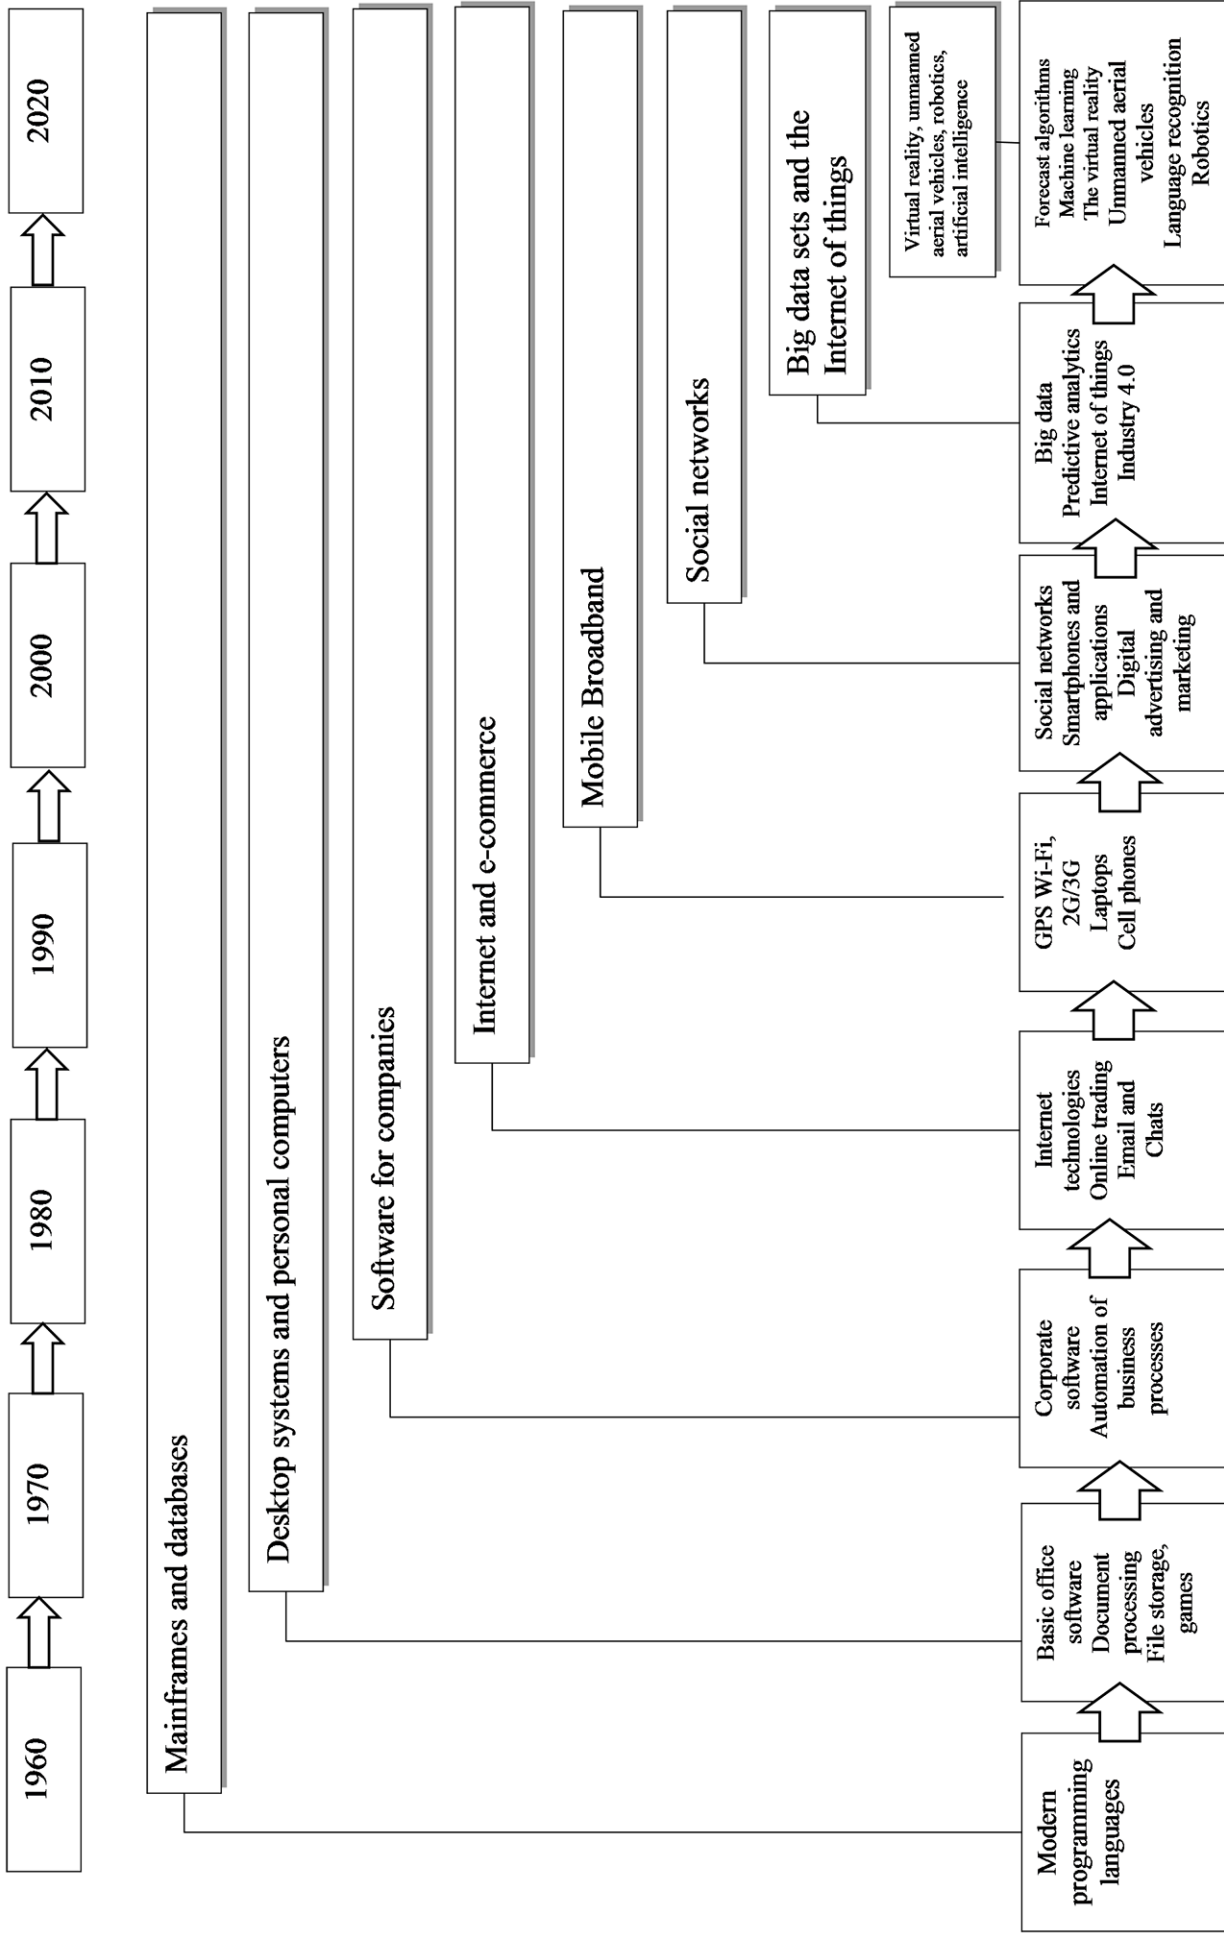 1960
1970
1980
1990
2000
2010
2020
Mainframes and databases
Desktop systems and personal computers
Software for companies
Internet and e-commerce
Mobile Broadband
Social networks
Big data sets and the
Internet of things
Virtual reality, unmanned
aerial vehicles, robotics,
artificial intelligence
Modern
programming
languages
Basic office
software
Document
processing
File storage,
games
Corporate
software
Automation of
business
processes
Internet
technologies
Online trading
Email and
Chats
GPS Wi-Fi,
2G/3G
Laptops
Cell phones
Social networks
Smartphones and
applications
Digital
advertising and
marketing
Big data
Predictive analytics
Internet of things
Industry 4.0
Forecast algorithms
Machine learning
The virtual reality
Unmanned aerial
vehicles
Language recognition
Robotics